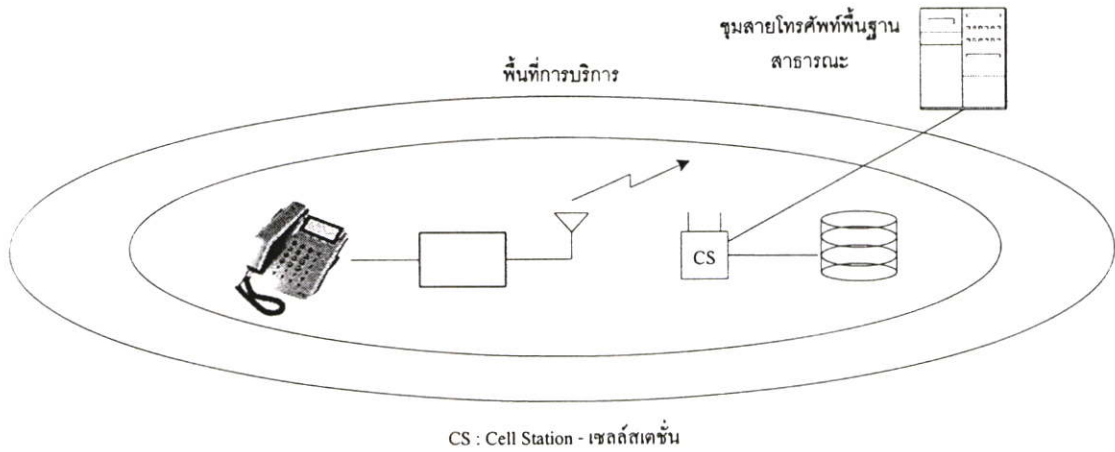 ชุมสายโทรศัพท์พื้นฐาน
สาธารณะ
พื้นที่การบริการ
CS
CS : Cell Station - เซลล์สเตชั่น